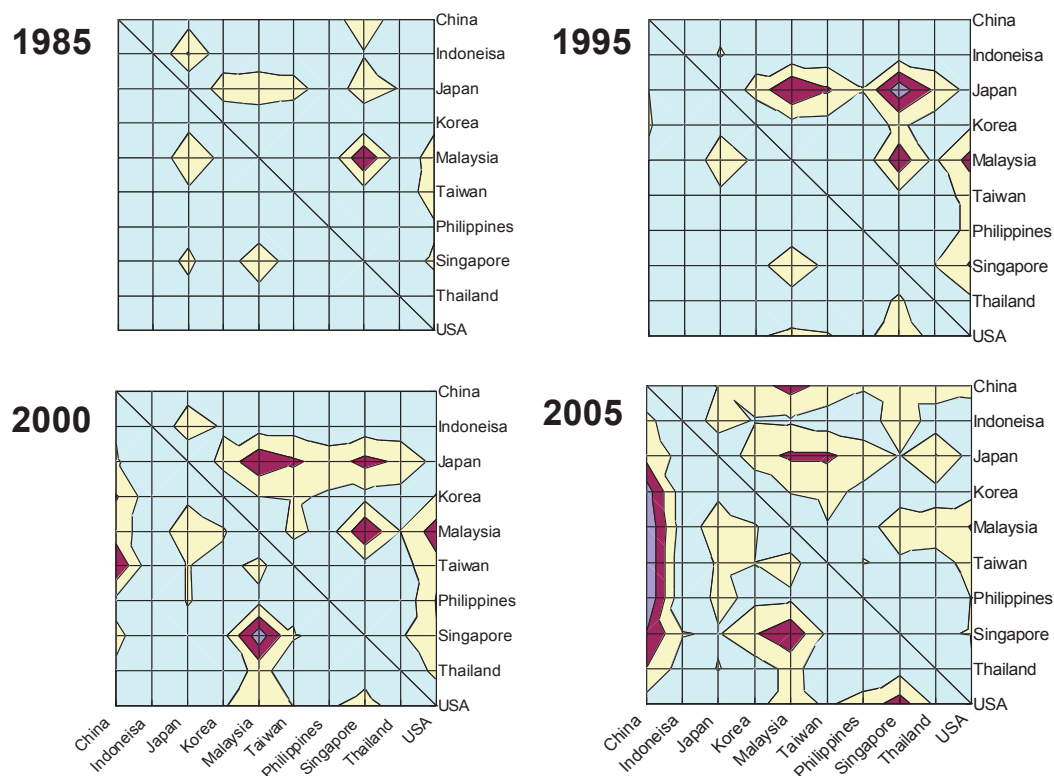 1985
China
Indoneisa
Japan
Korea
Malaysia
Taiwan
Philippines
Singapore
Thailand
USA
1995
China
Indoneisa
Japan
Korea
Malaysia
Taiwan
Philippines
Singapore
Thailand
USA
2000
China
Indoneisa
Japan
Korea
Malaysia
Taiwan
Philippines
Singapore
Thailand
USA
China
Indoneisa
Japan
Korea
Malaysia
Taiwan
Philippines
Singapore
Thailand
USA
2005
China
Indoneisa
Japan
Korea
Malaysia
Taiwan
Philippines
Singapore
Thailand
USA
China
Indoneisa
Japan
Korea
Malaysia
Taiwan
Philippines
Singapore
Thailand
USA